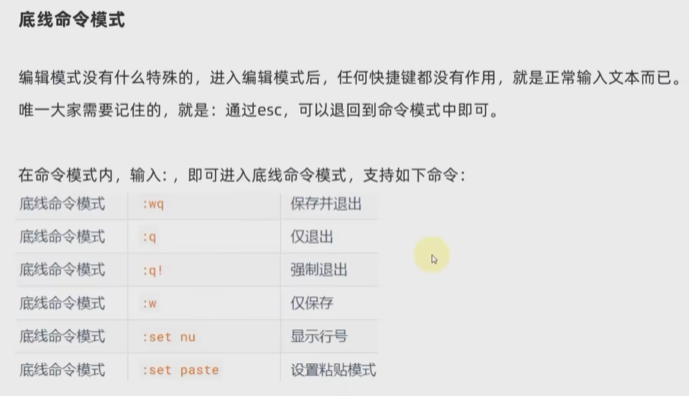 底线命令模式
编辑模式没有什么特殊的，进入编辑模式后，任何快捷键都没有作用，就是正常输入文本而已。
唯一大家需要记住的，就是：通过esc，可以退回到命令模式中即可。
在命令模式内，输入: ，即可进入底线命令模式，支持如下命令：
底线命令模式 :wq 保存并退出
底线命令模式 :q 仅退出
底线命令模式 :q! 强制退出
底线命令模式 :w 仅保存
底线命令模式 :set nu 显示行号
底线命令模式 :set paste 设置粘贴模式